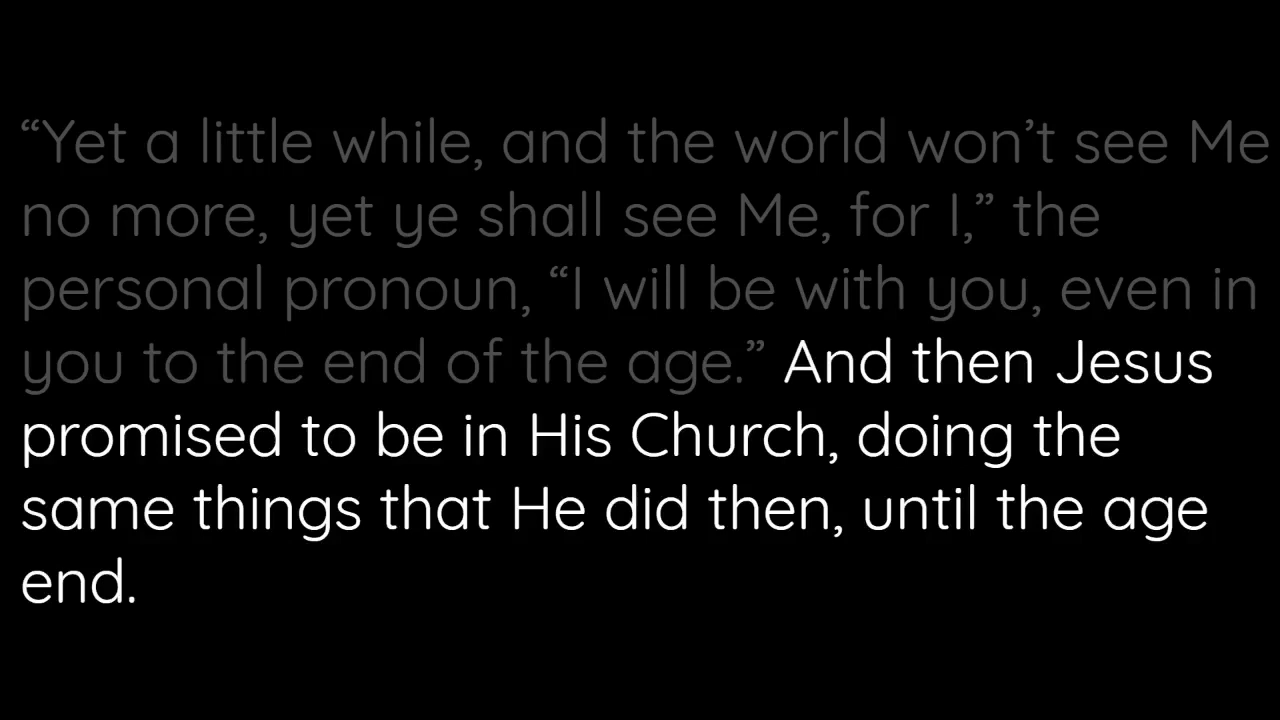 “Yet a little while, and the world won’t see Me
no more, yet ye shall see Me, for I,” the
personal pronoun, “I will be with you, even in
you to the end of the age.” And then Jesus
promised to be in His Church, doing the
same things that He did then, until the age
end.